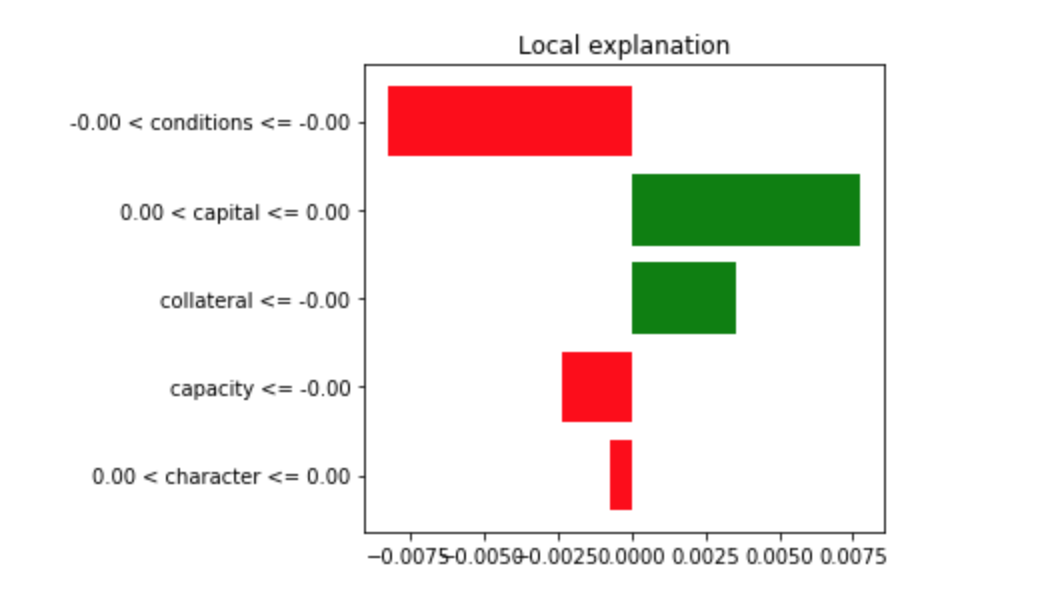 Local explanation
-0.00 < conditions <= -0.00
0.00 < capital <= 0.00
collateral <= -0.00
capacity <= -0.00
0.00 < character <= 0.00
−0.0075 −0.0050 −0.0025 0.0000 0.0025 0.0050 0.0075